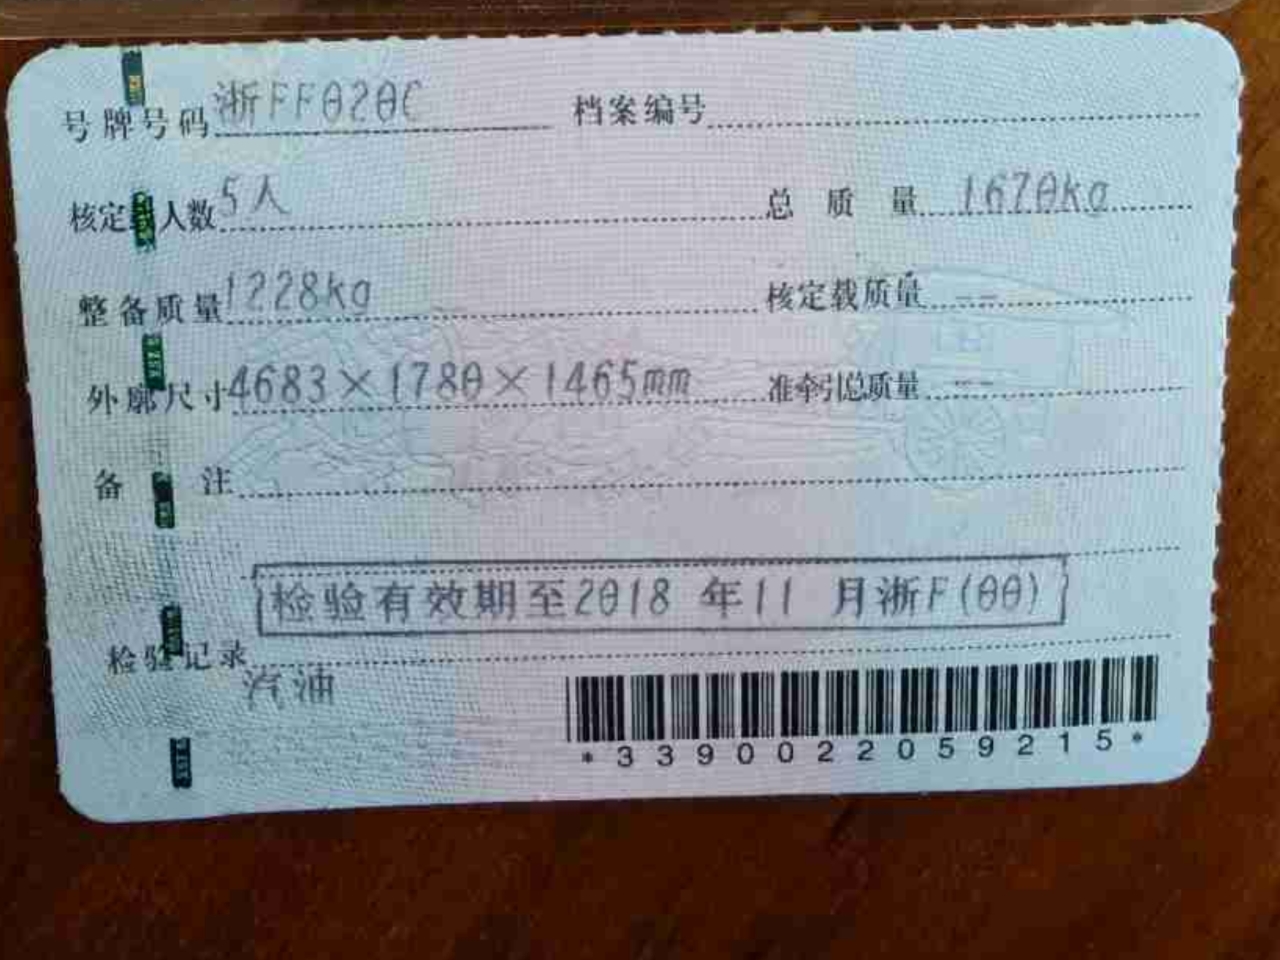 号牌号码 浙FF020C 档案编号
核定载人数 5人 总质量 1670kg
整备质量 1228kg 核定载质量 --
外廓尺寸 4683×1780×1465mm 准牵引总质量 --
备注
检验有效期至2018 年11 月浙F(00)
检验记录
汽油
*3390022059215*